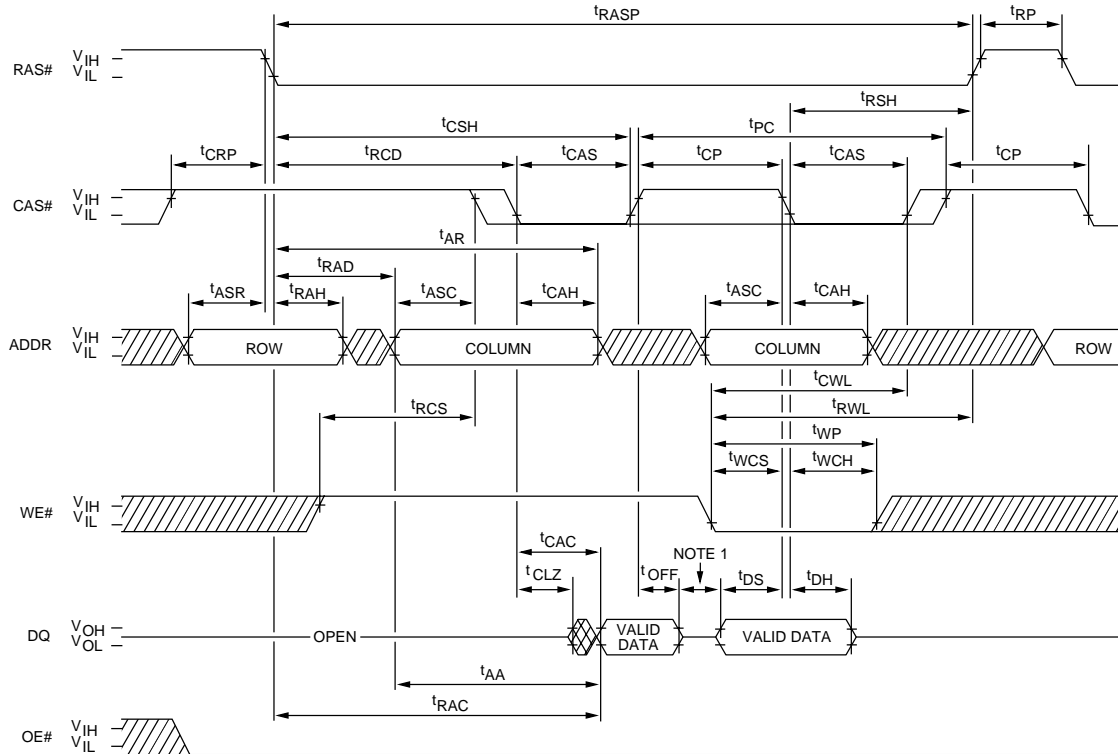 tRASP tRP
RAS# VIH
VIL
tRSH
tCSH tPC
tCRP tRCD tCAS tCP tCAS tCP
CAS# VIH
VIL
tAR
tRAD
tASR tRAH tASC tCAH tASC tCAH
ADDR VIH
VIL
ROW COLUMN COLUMN ROW
tCWL
tRCS tRWL
tWP
tWCS tWCH
WE# VIH
VIL
tCAC NOTE 1
tCLZ tOFF tDS tDH
DQ VOH
VOL
OPEN VALID DATA VALID DATA
tAA
tRAC
OE# VIH
VIL